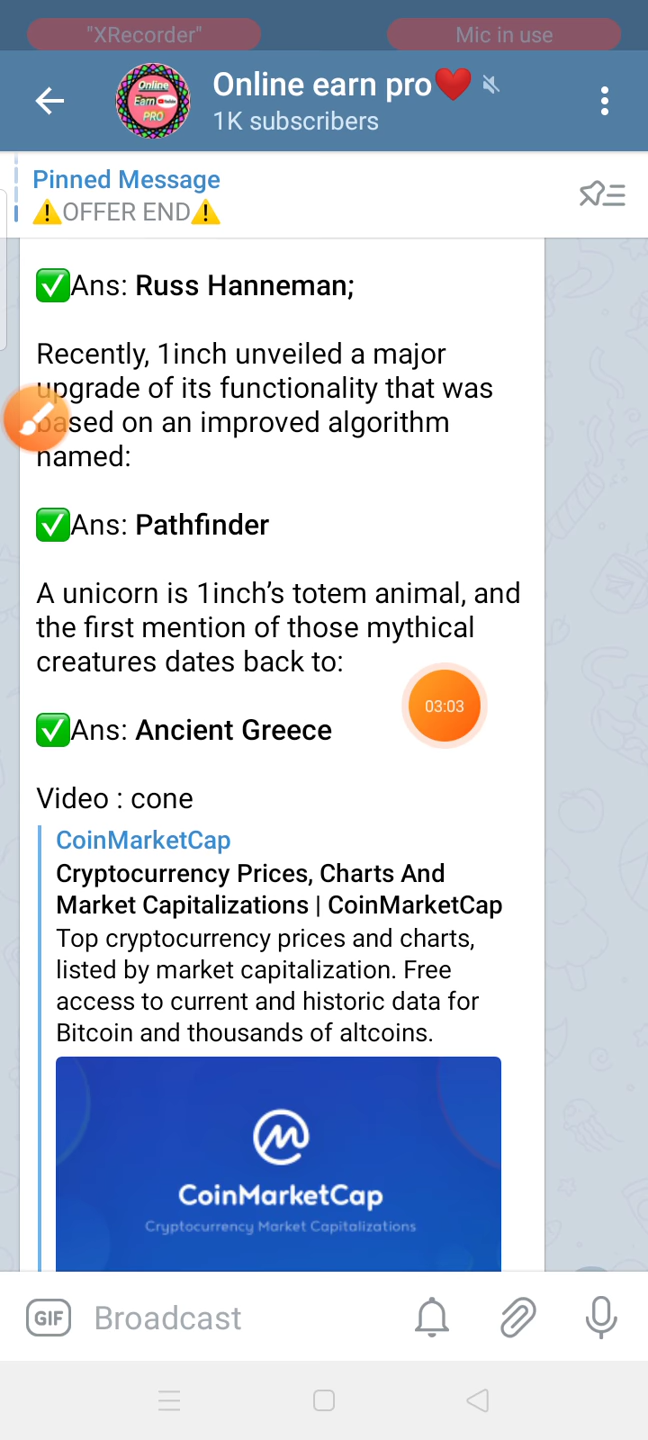 "XRecorder"
Mic in use
Online earn pro❤️
1K subscribers
Online
Earn
PRO
Pinned Message
⚠️OFFER END⚠️
✅Ans: Russ Hanneman;
Recently, 1inch unveiled a major
upgrade of its functionality that was
based on an improved algorithm
named:
✅Ans: Pathfinder
A unicorn is 1inch’s totem animal, and
the first mention of those mythical
creatures dates back to:
03:03
✅Ans: Ancient Greece
Video : cone
CoinMarketCap
Cryptocurrency Prices, Charts And
Market Capitalizations | CoinMarketCap
Top cryptocurrency prices and charts,
listed by market capitalization. Free
access to current and historic data for
Bitcoin and thousands of altcoins.
CoinMarketCap
Cryptocurrency Market Capitalizations
GIF
Broadcast